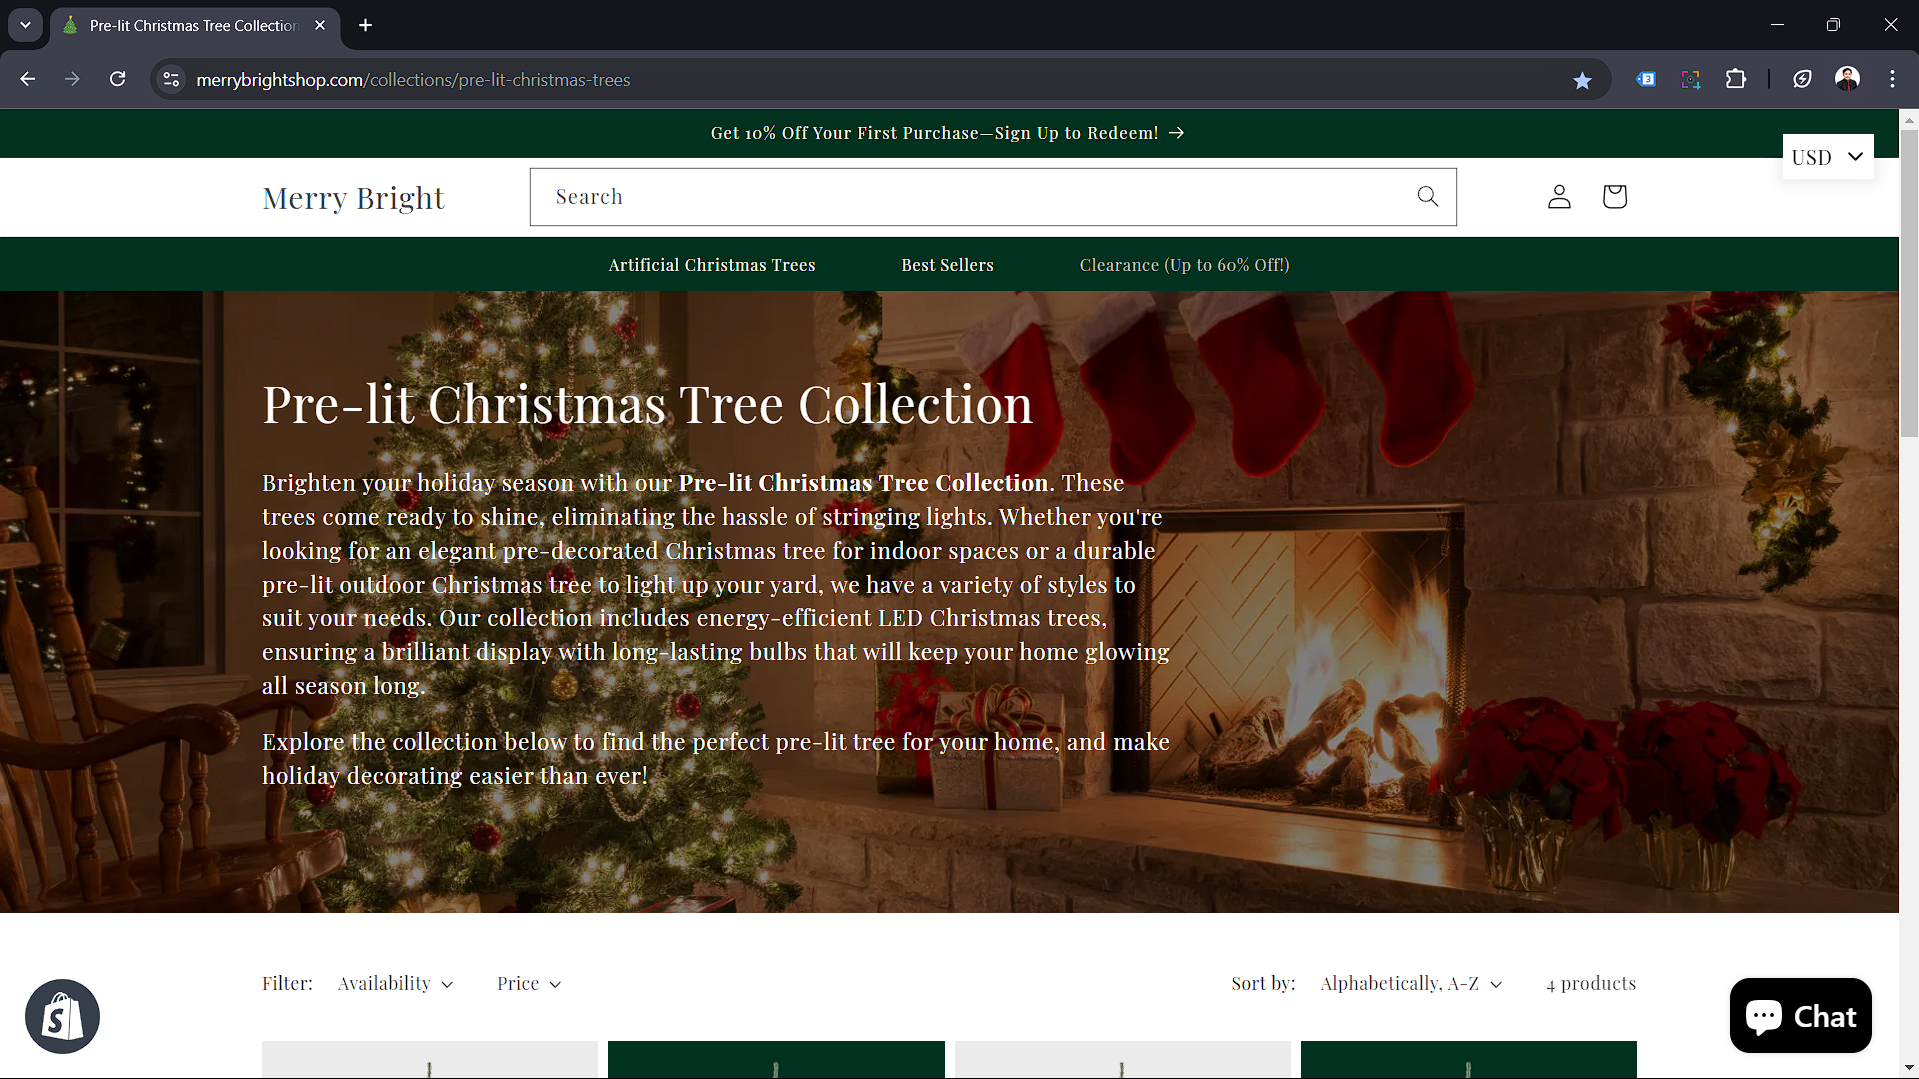 Pre-lit Christmas Tree Collection
merrybrightshop.com/collections/pre-lit-christmas-trees
3
Get 10% Off Your First Purchase—Sign Up to Redeem! →
USD
Merry Bright
Search
Artificial Christmas Trees
Best Sellers
Clearance (Up to 60% Off!)
Pre-lit Christmas Tree Collection
Brighten your holiday season with our Pre-lit Christmas Tree Collection. These
trees come ready to shine, eliminating the hassle of stringing lights. Whether you're
looking for an elegant pre-decorated Christmas tree for indoor spaces or a durable
pre-lit outdoor Christmas tree to light up your yard, we have a variety of styles to
suit your needs. Our collection includes energy-efficient LED Christmas trees,
ensuring a brilliant display with long-lasting bulbs that will keep your home glowing
all season long.
Explore the collection below to find the perfect pre-lit tree for your home, and make
holiday decorating easier than ever!
Filter:
Availability
Price
Sort by:
Alphabetically, A-Z
4 products
Chat